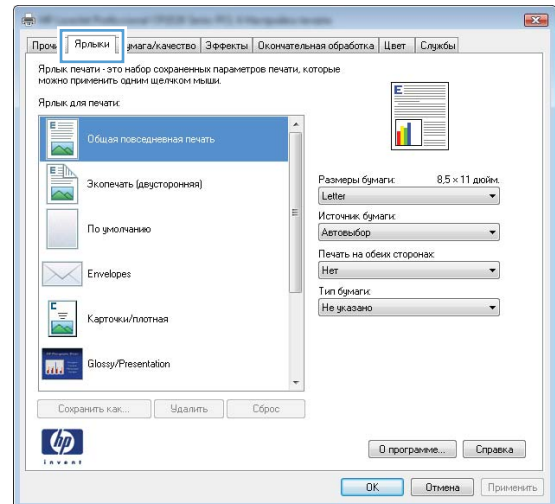 Ярлыки
Бумага/качество
Эффекты
Окончательная обработка
Цвет
Службы
Ярлык печати - это набор сохраненных параметров печати, которые
можно применить одним щелчком мыши.
Ярлык для печати:
Общая повседневная печать
Экопечать (двусторонняя)
По умолчанию
Envelopes
Карточки/плотная
Glossy/Presentation
Сохранить как...
Удалить
Сброс
Размеры бумаги:
8,5 × 11 дюйм.
Letter
Источник бумаги:
Автовыбор
Печать на обеих сторонах:
Нет
Тип бумаги:
Не указано
hp
invent
О программе...
Справка
OK
Отмена
Применить